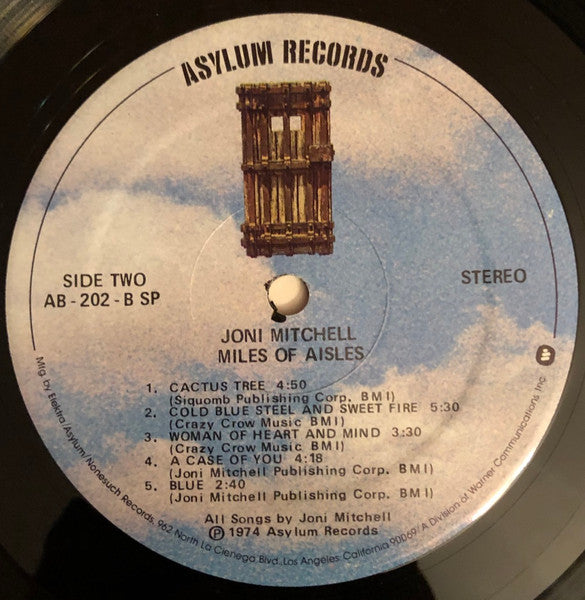 ASYLUM RECORDS
SIDE TWO
AB-202-B SP
STEREO
JONI MITCHELL
MILES OF AISLES
1. CACTUS TREE 4:50
(Siquomb Publishing Corp. BMI)
2. COLD BLUE STEEL AND SWEET FIRE 5:30
(Crazy Crow Music BMI)
3. WOMAN OF HEART AND MIND 3:30
(Crazy Crow Music BMI)
4. A CASE OF YOU 4:18
(Joni Mitchell Publishing Corp. BMI)
5. BLUE 2:40
(Joni Mitchell Publishing Corp. BMI)
All Songs by Joni Mitchell
Ⓟ 1974 Asylum Records
Mfg. by Elektra/Asylum/Nonesuch Records, 962 North La Cienega Blvd., Los Angeles, California 90069/A Division of Warner Communications Inc.